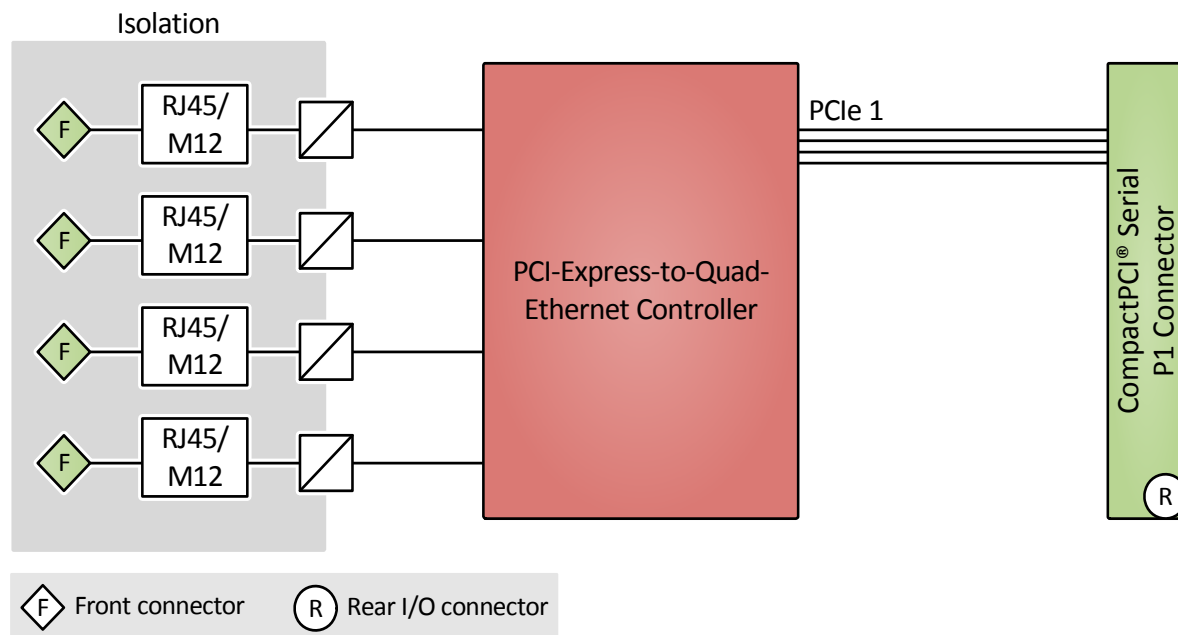 Isolation
F
RJ45/
M12
F
RJ45/
M12
F
RJ45/
M12
F
RJ45/
M12
PCI-Express-to-Quad-
Ethernet Controller
PCIe 1
CompactPCI® Serial
P1 Connector
R
F Front connector
R Rear I/O connector